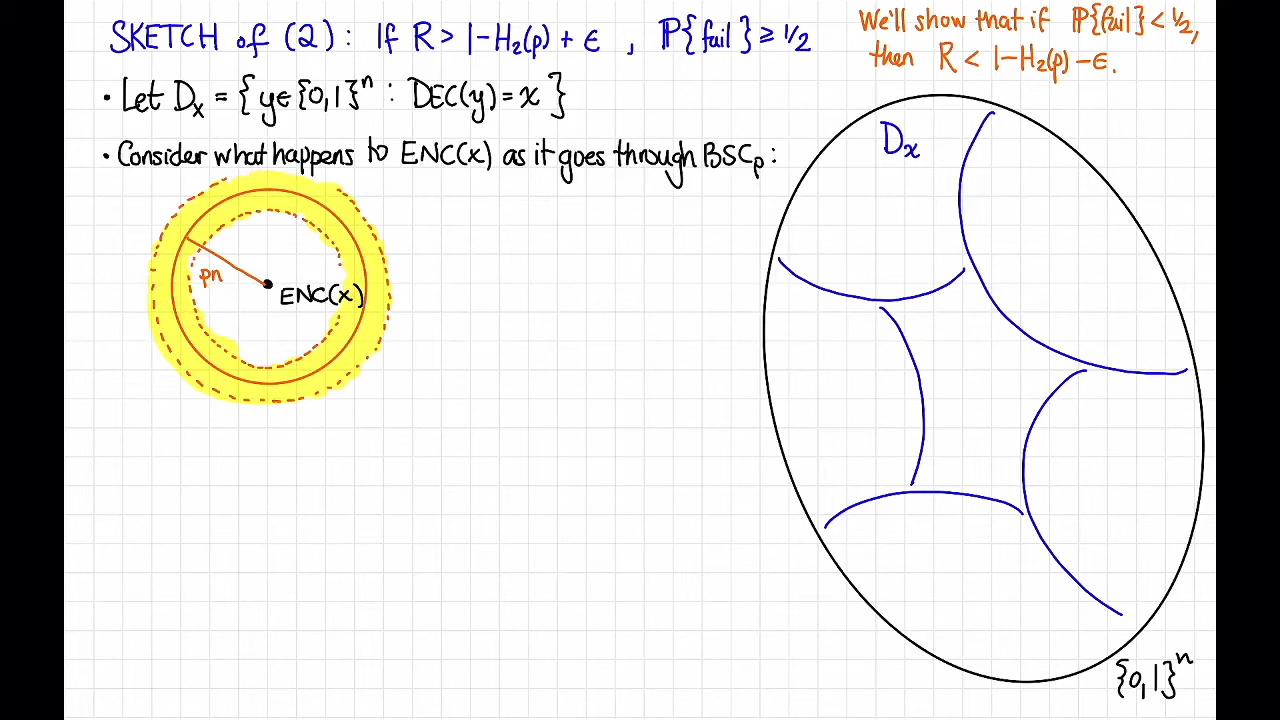 SKETCH of (2): If R > 1-H₂(p) + ε, ℙ{fail} ≥ 1/2
We'll show that if ℙ{fail} < 1/2,
then R < 1-H₂(p) - ε.
• Let Dₓ = { y∈{0,1}ⁿ : DEC(y) = x }
• Consider what happens to ENC(x) as it goes through BSCₚ:
Dₓ
pn
ENC(x)
{0,1}ⁿ